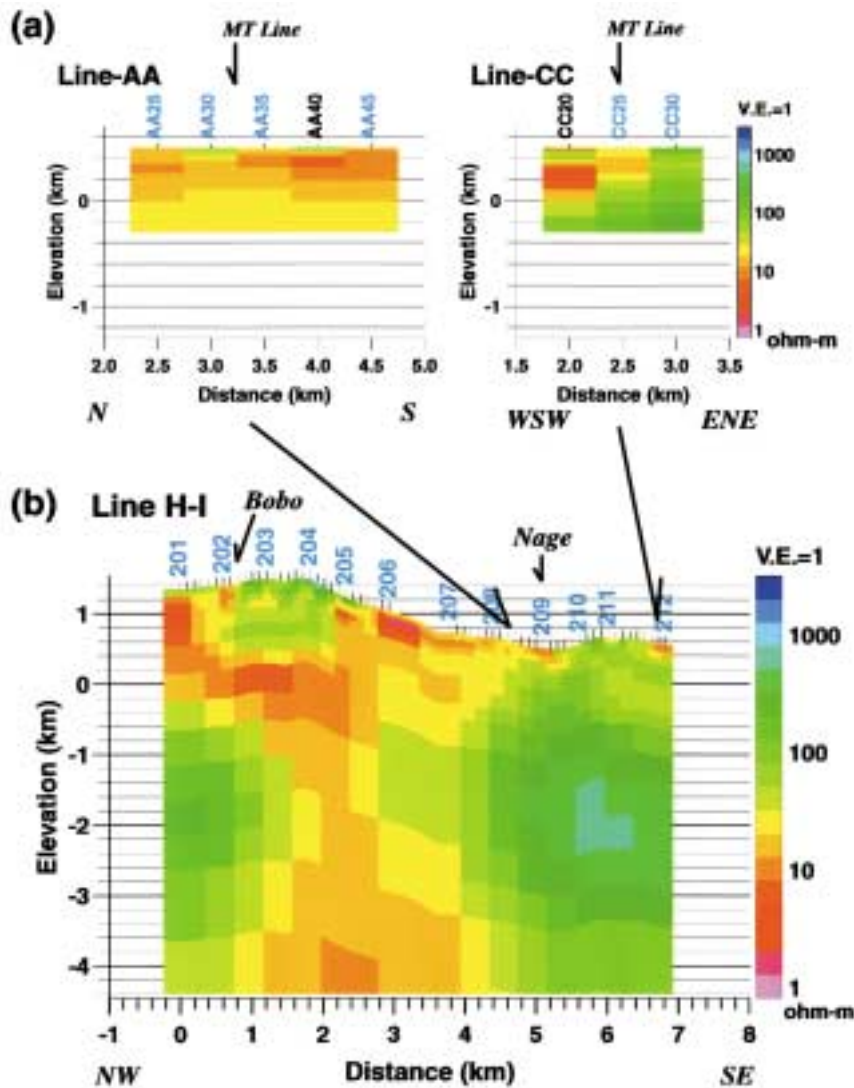 (a)
MT Line
MT Line
Line-AA
Line-CC
AA25
AA30
AA35
AA40
AA45
CC20
CC25
CC30
V.E.=1
1000
100
10
1
ohm-m
Elevation (km)
0
-1
Elevation (km)
0
-1
2.0 2.5 3.0 3.5 4.0 4.5 5.0
1.5 2.0 2.5 3.0 3.5
Distance (km)
Distance (km)
N
S
WSW
ENE
(b)
Line H-I
Bobo
Nage
201
202
203
204
205
206
207
208
209
210
211
212
V.E.=1
1000
100
10
1
ohm-m
Elevation (km)
1
0
-1
-2
-3
-4
-1 0 1 2 3 4 5 6 7 8
NW
Distance (km)
SE